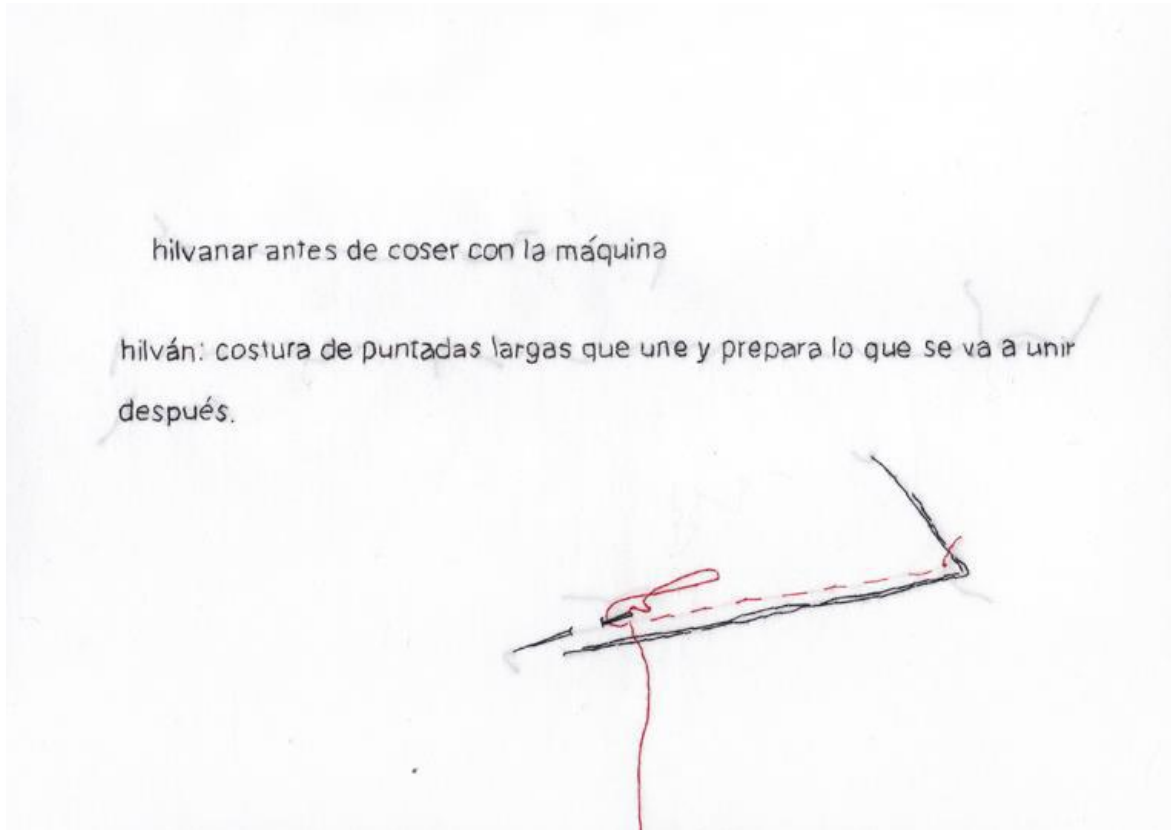 hilvanar antes de coser con la máquina
hilván: costura de puntadas largas que une y prepara lo que se va a unir
después.